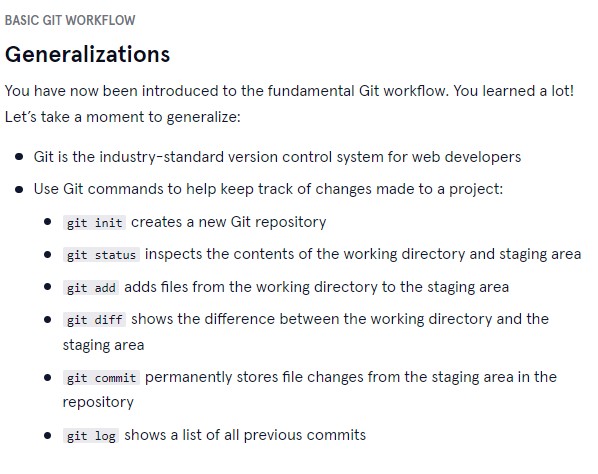 BASIC GIT WORKFLOW
Generalizations
You have now been introduced to the fundamental Git workflow. You learned a lot!
Let’s take a moment to generalize:
• Git is the industry-standard version control system for web developers
• Use Git commands to help keep track of changes made to a project:
• git init creates a new Git repository
• git status inspects the contents of the working directory and staging area
• git add adds files from the working directory to the staging area
• git diff shows the difference between the working directory and the
staging area
• git commit permanently stores file changes from the staging area in the
repository
• git log shows a list of all previous commits